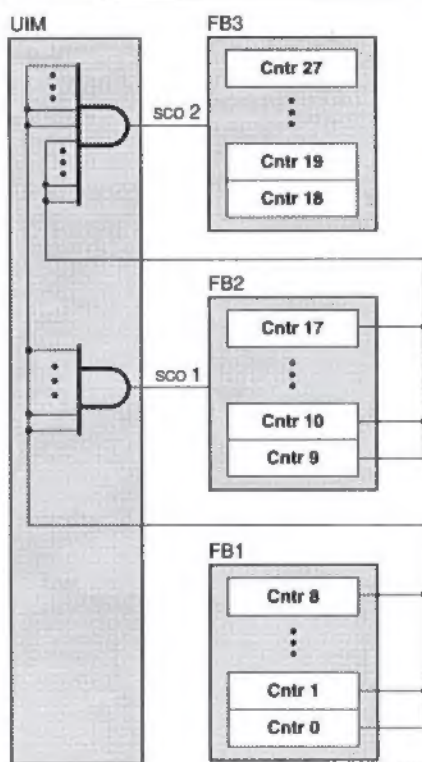 UIM
FB3
Cntr 27
SCO 2
Cntr 19
Cntr 18
FB2
Cntr 17
SCO 1
Cntr 10
Cntr 9
FB1
Cntr 8
Cntr 1
Cntr 0